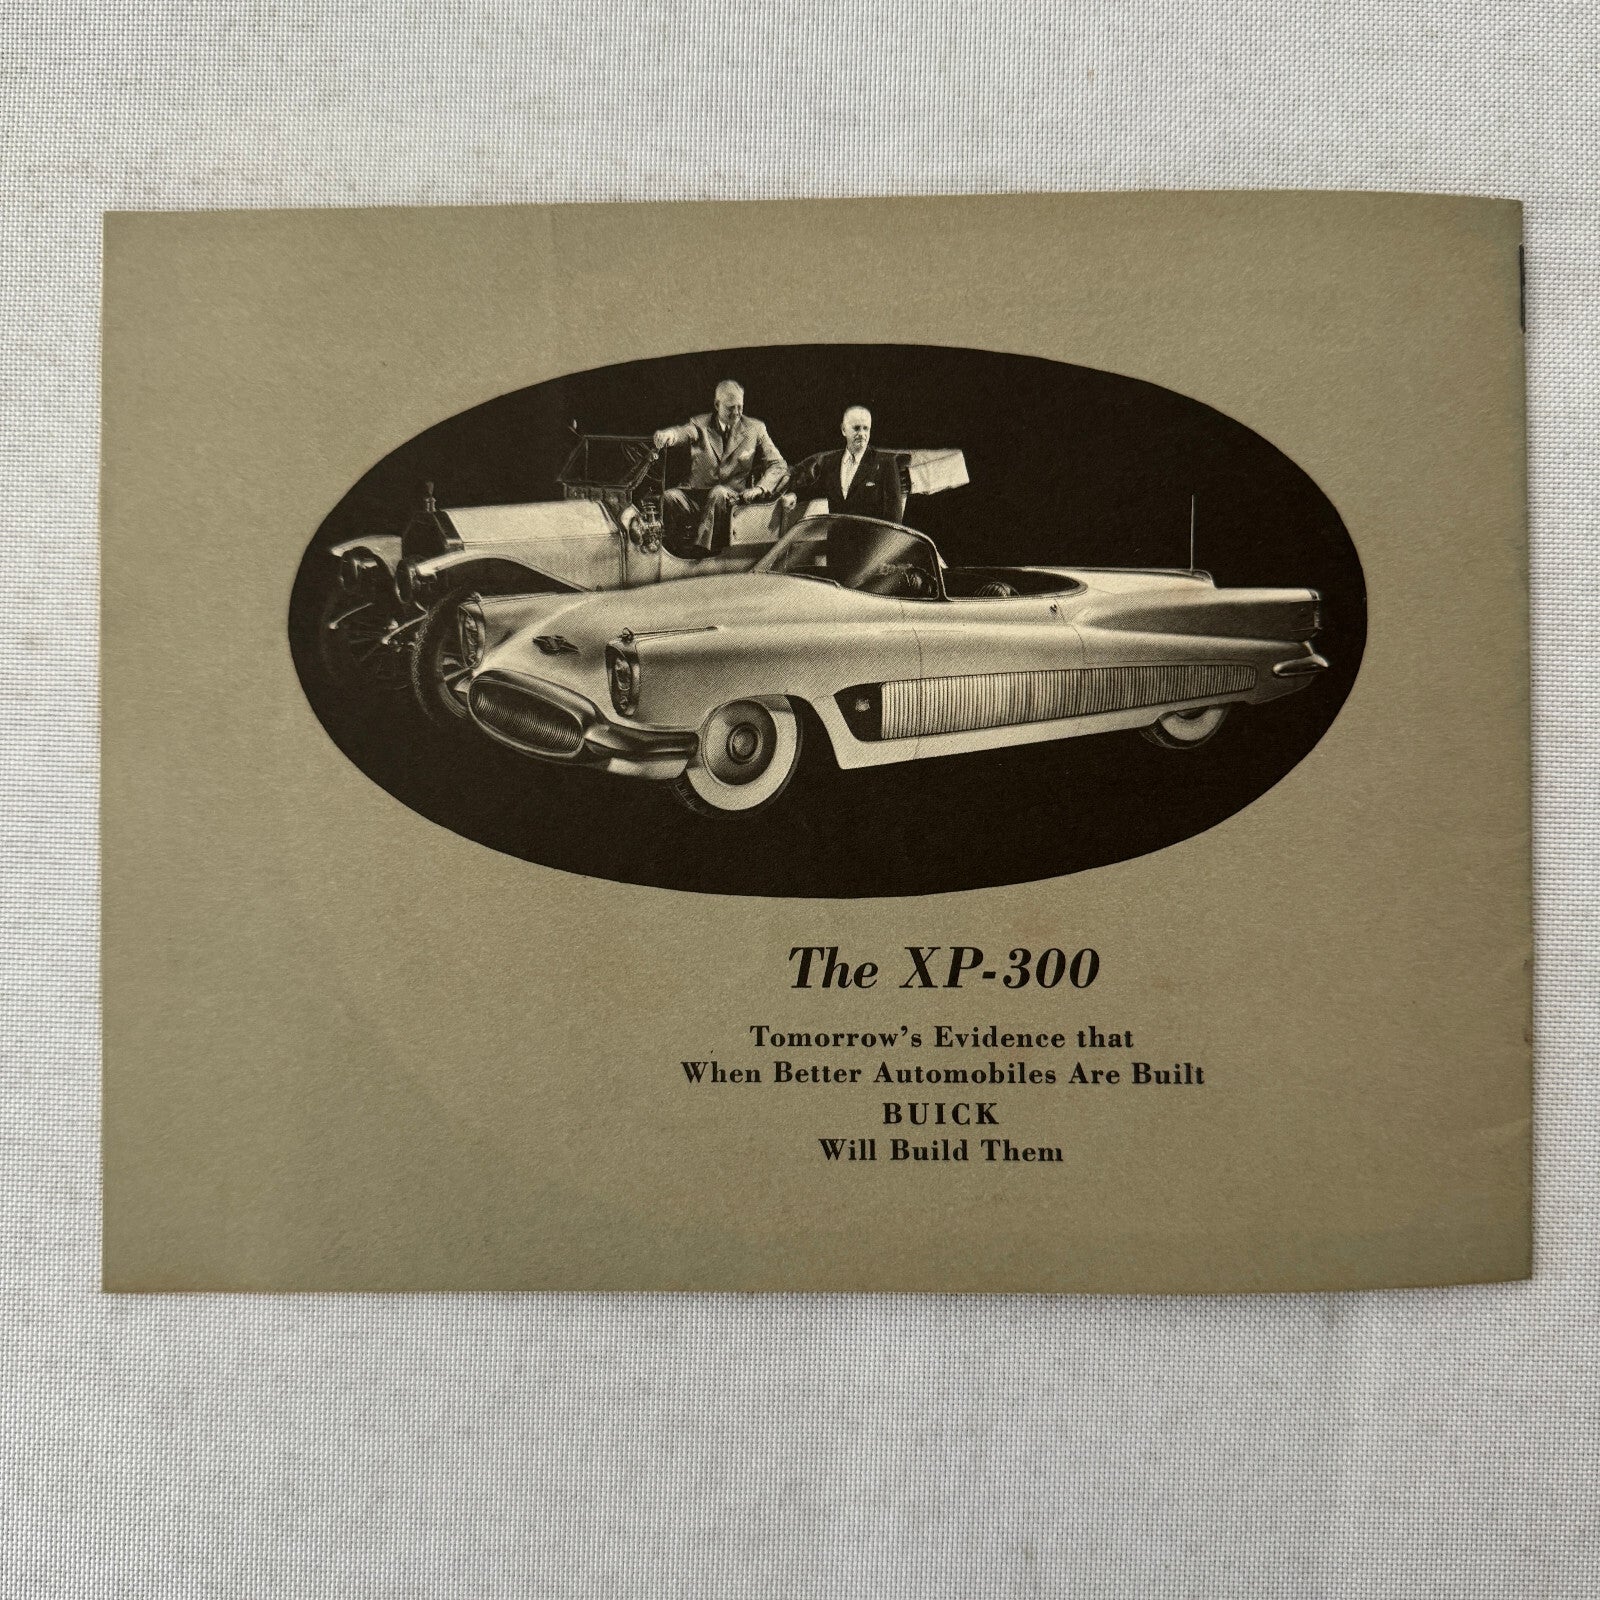 The XP-300
Tomorrow's Evidence that
When Better Automobiles Are Built
BUICK
Will Build Them